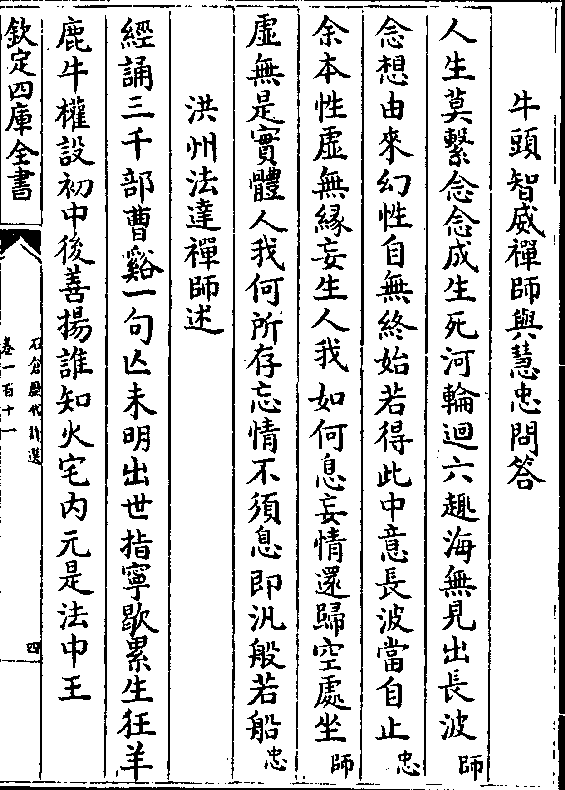 牛頭智威禪師與慧忠問答
人生莫繫念念成生死河輪迴六趣海無見出長波師
念想由來幻性自無終始若得此中意長波當自止忠
余本性虛無緣妄生人我如何息妄情還歸空處坐師
虛無是實體人我何所存忘情不須息即汎般若船忠
洪州法達禪師述
經誦三千部曹谿一句亾未明出世指寧歇累生狂羊
鹿牛權設初中後善揚誰知火宅内元是法中王
欽定四庫全書
石倉歷代詩選
卷一百十一
四